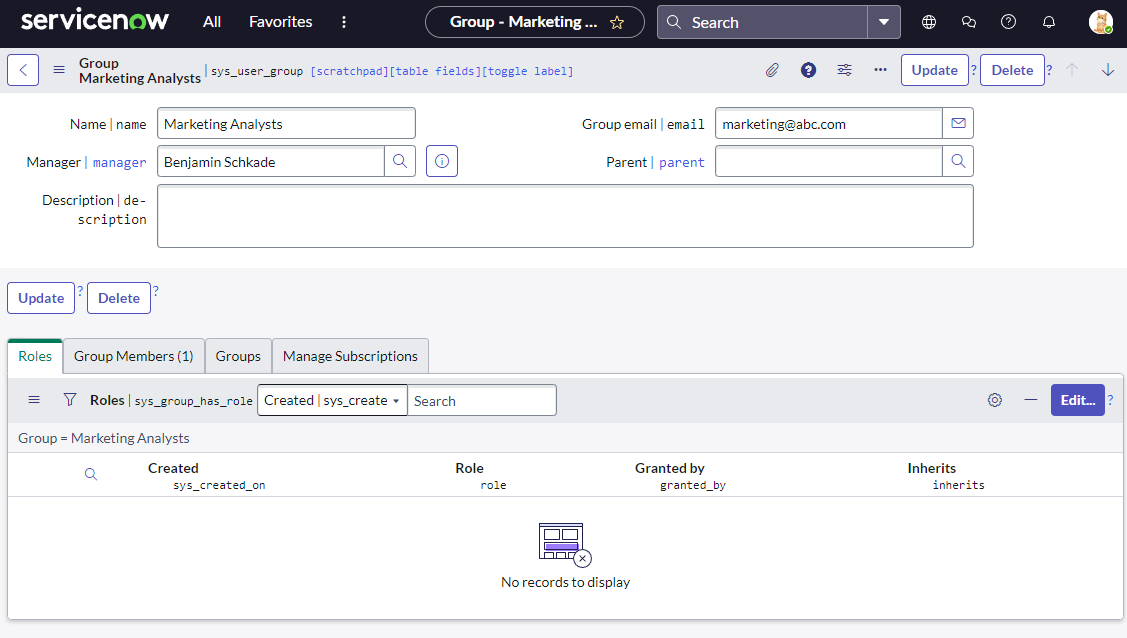 servicenow All Favorites Group - Marketing ... Search
Group
Marketing Analysts sys_user_group [scratchpad][table fields][toggle label] Update ? Delete ?
Name | name Marketing Analysts Group email | email marketing@abc.com
Manager | manager Benjamin Schkade Parent | parent
Description | de-
scription
Update ? Delete ?
Roles Group Members (1) Groups Manage Subscriptions
Roles | sys_group_has_role Created | sys_create Search Edit... ?
Group = Marketing Analysts
Created Role Granted by Inherits
sys_created_on role granted_by inherits
No records to display